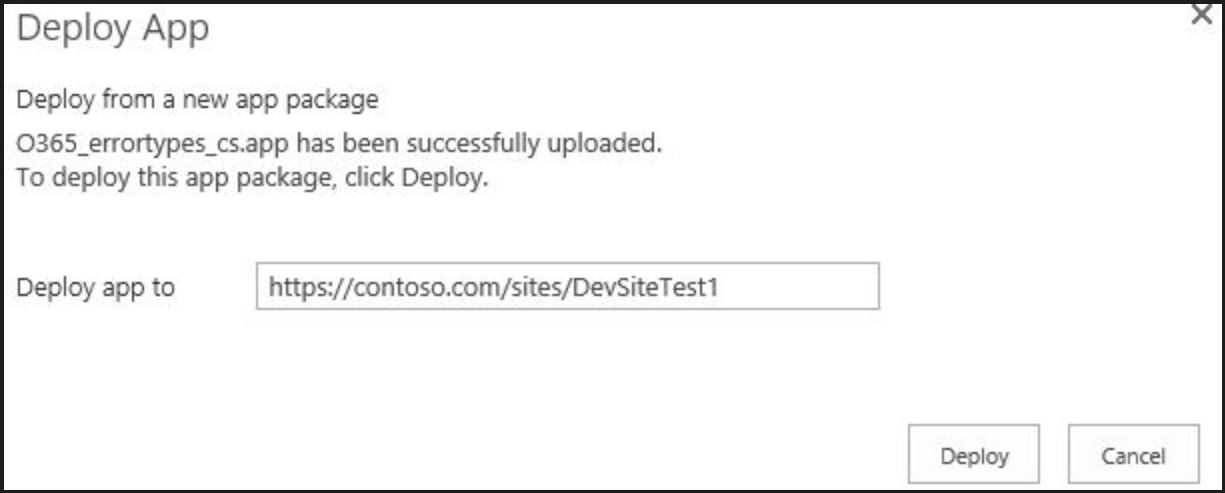 Deploy App
Deploy from a new app package
O365_errortypes_cs.app has been successfully uploaded.
To deploy this app package, click Deploy.
Deploy app to https://contoso.com/sites/DevSiteTest1
Deploy Cancel